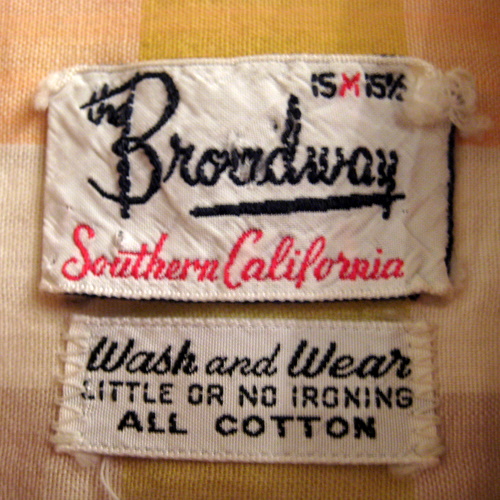 15 M 15½
the
Broadway
Southern California
Wash and Wear
LITTLE OR NO IRONING
ALL COTTON